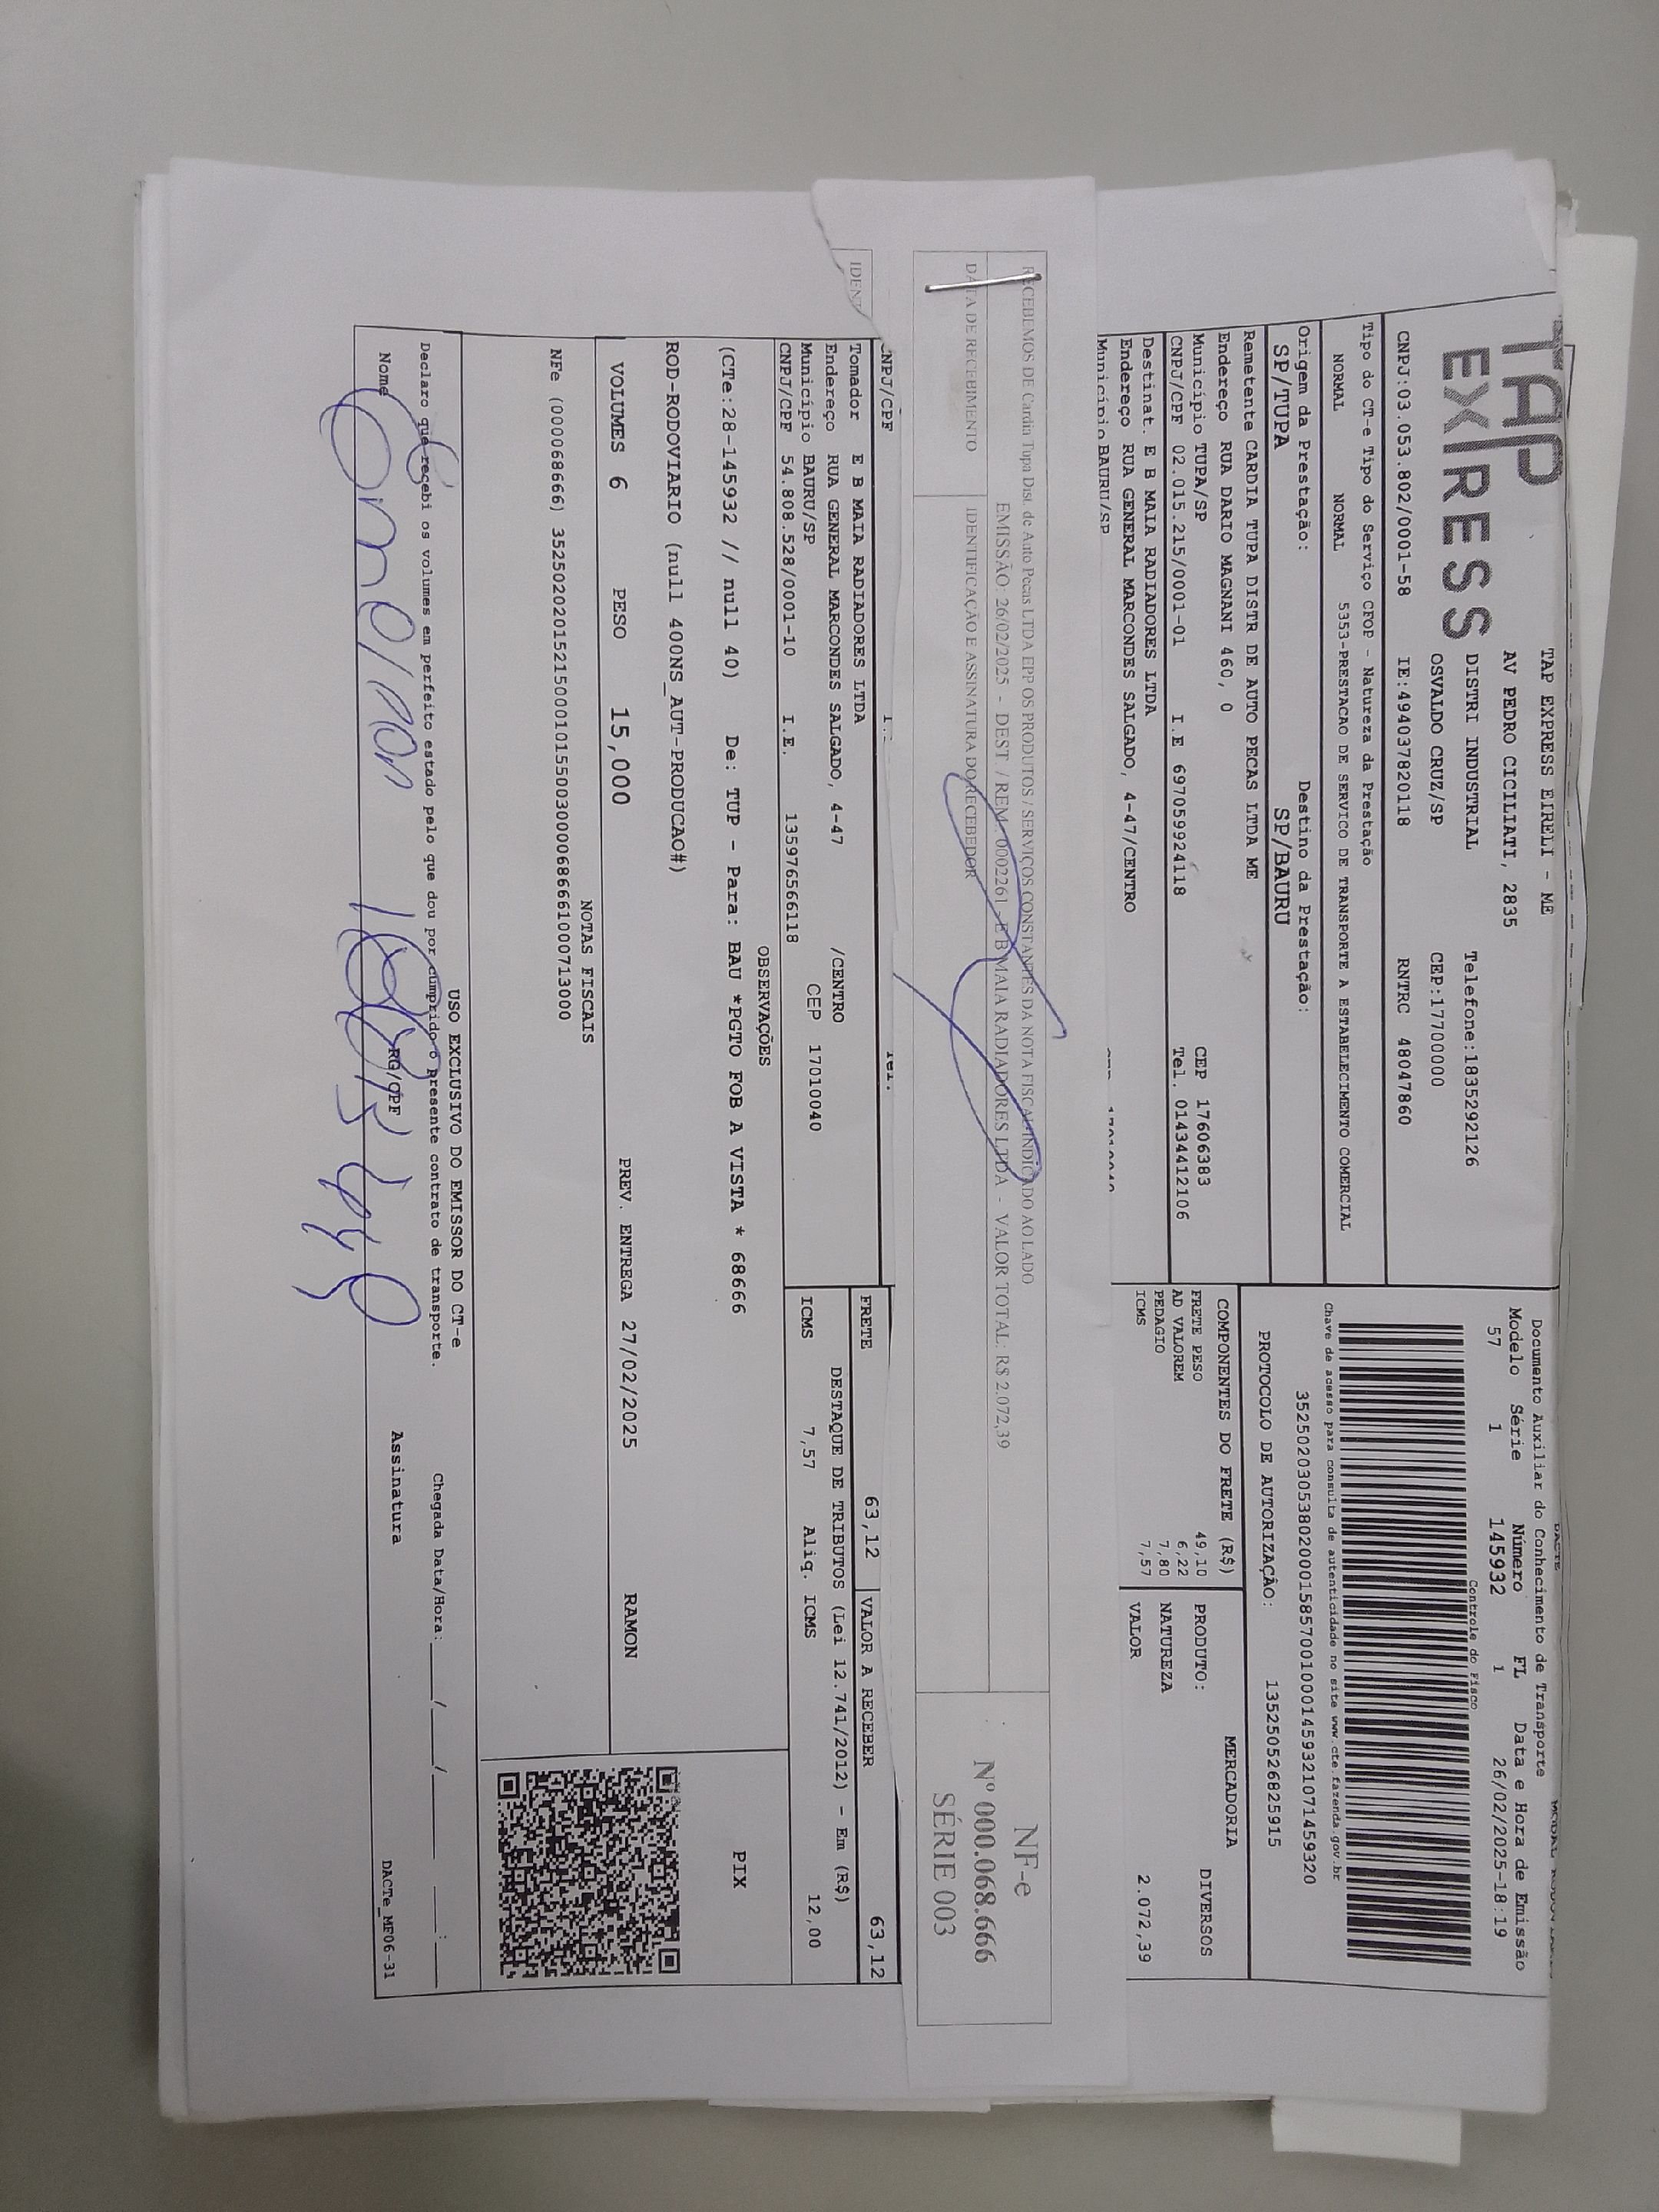 TAP EXPRESS
TAP EXPRESS EIRELI - ME
AV PEDRO CICILIATI, 2835
DISTRI INDUSTRIAL Telefone:1835292126
OSVALDO CRUZ/SP CEP:17700000
CNPJ:03.053.802/0001-58 IE:494037820118 RNTRC 48047860
DACTE
Documento Auxiliar do Conhecimento de Transporte
Modelo Série Número FL Data e Hora de Emissão
57 1 145932 1 26/02/2025-18:19
Controle do Fisco
Chave de acesso para consulta de autenticidade no site www.cte.fazenda.gov.br
35250203053802000158570010001459321071459320
PROTOCOLO DE AUTORIZAÇÃO: 135250526825915
Tipo do CT-e Tipo do Serviço CFOP - Natureza da Prestação
NORMAL NORMAL 5353-PRESTACAO DE SERVICO DE TRANSPORTE A ESTABELECIMENTO COMERCIAL
Origem da Prestação: Destino da Prestação:
SP/TUPA SP/BAURU
Remetente CARDIA TUPA DISTR DE AUTO PECAS LTDA ME
Endereço RUA DARIO MAGNANI 460, 0
Município TUPA/SP CEP 17606383
CNPJ/CPF 02.015.215/0001-01 I.E 697059924118 Tel. 01434412106
Destinat. E B MAIA RADIADORES LTDA
Endereço RUA GENERAL MARCONDES SALGADO, 4-47/CENTRO
Município BAURU/SP
COMPONENTES DO FRETE (R$)
FRETE PESO 49,10
AD VALOREM 6,22
PEDAGIO 7,80
ICMS 7,57
MERCADORIA
PRODUTO: DIVERSOS
NATUREZA
VALOR 2.072,39
RECEBEMOS DE Cardia Tupa Dist. de Auto Pecas LTDA EPP OS PRODUTOS / SERVIÇOS CONSTANTES DA NOTA FISCAL INDICADO AO LADO
EMISSÃO: 26/02/2025 - DEST. / REM.: 0002261 - E B MAIA RADIADORES LTDA - VALOR TOTAL: R$ 2.072,39
DATA DE RECEBIMENTO IDENTIFICAÇÃO E ASSINATURA DO RECEBEDOR
NF-e
Nº 000.068.666
SÉRIE 003
IDENT
CNPJ/CPF
Tomador E B MAIA RADIADORES LTDA
Endereço RUA GENERAL MARCONDES SALGADO, 4-47 /CENTRO
Município BAURU/SP CEP 17010040
CNPJ/CPF 54.808.528/0001-10 I.E. 135976566118
FRETE 63,12 VALOR A RECEBER 63,12
DESTAQUE DE TRIBUTOS (Lei 12.741/2012) - Em (R$)
ICMS 7,57 Aliq. ICMS 12,00
OBSERVAÇÕES
(CTe:28-145932 // null 40) De: TUP - Para: BAU *PGTO FOB A VISTA * 68666
ROD-RODOVIARIO (null 400NS_AUT-PRODUCAO#)
PIX
VOLUMES 6 PESO 15,000 PREV. ENTREGA 27/02/2025 RAMON
NOTAS FISCAIS
NFe (000068666) 35250202015215000101550030000686661000713000
USO EXCLUSIVO DO EMISSOR DO CT-e
Declaro que recebi os volumes em perfeito estado pelo que dou por cumprido o presente contrato de transporte. Chegada Data/Hora:____/____/____ ____:____
Nome RG/CPF Assinatura DACTe_MF06-31